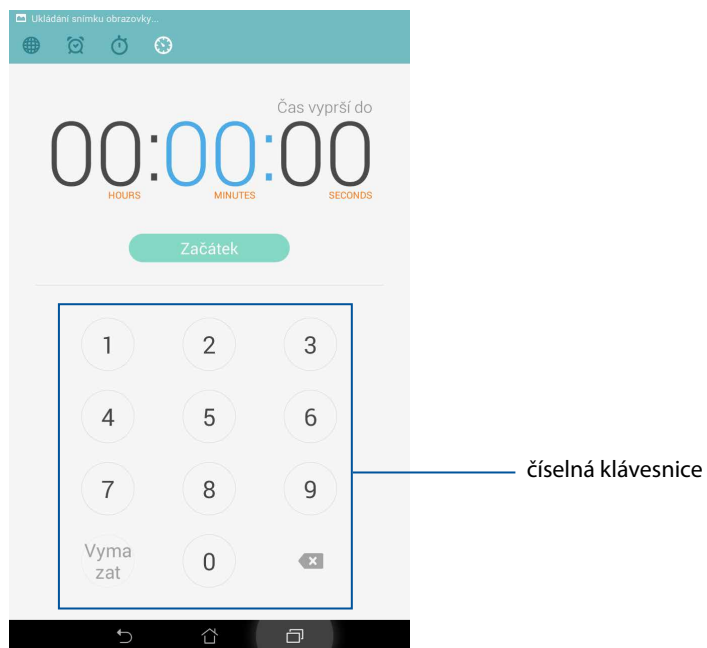 Ukládání snímku obrazovky...
Čas vyprší do
00:00:00
HOURS MINUTES SECONDS
Začátek
1 2 3
4 5 6
číselná klávesnice
7 8 9
Vyma
zat
0